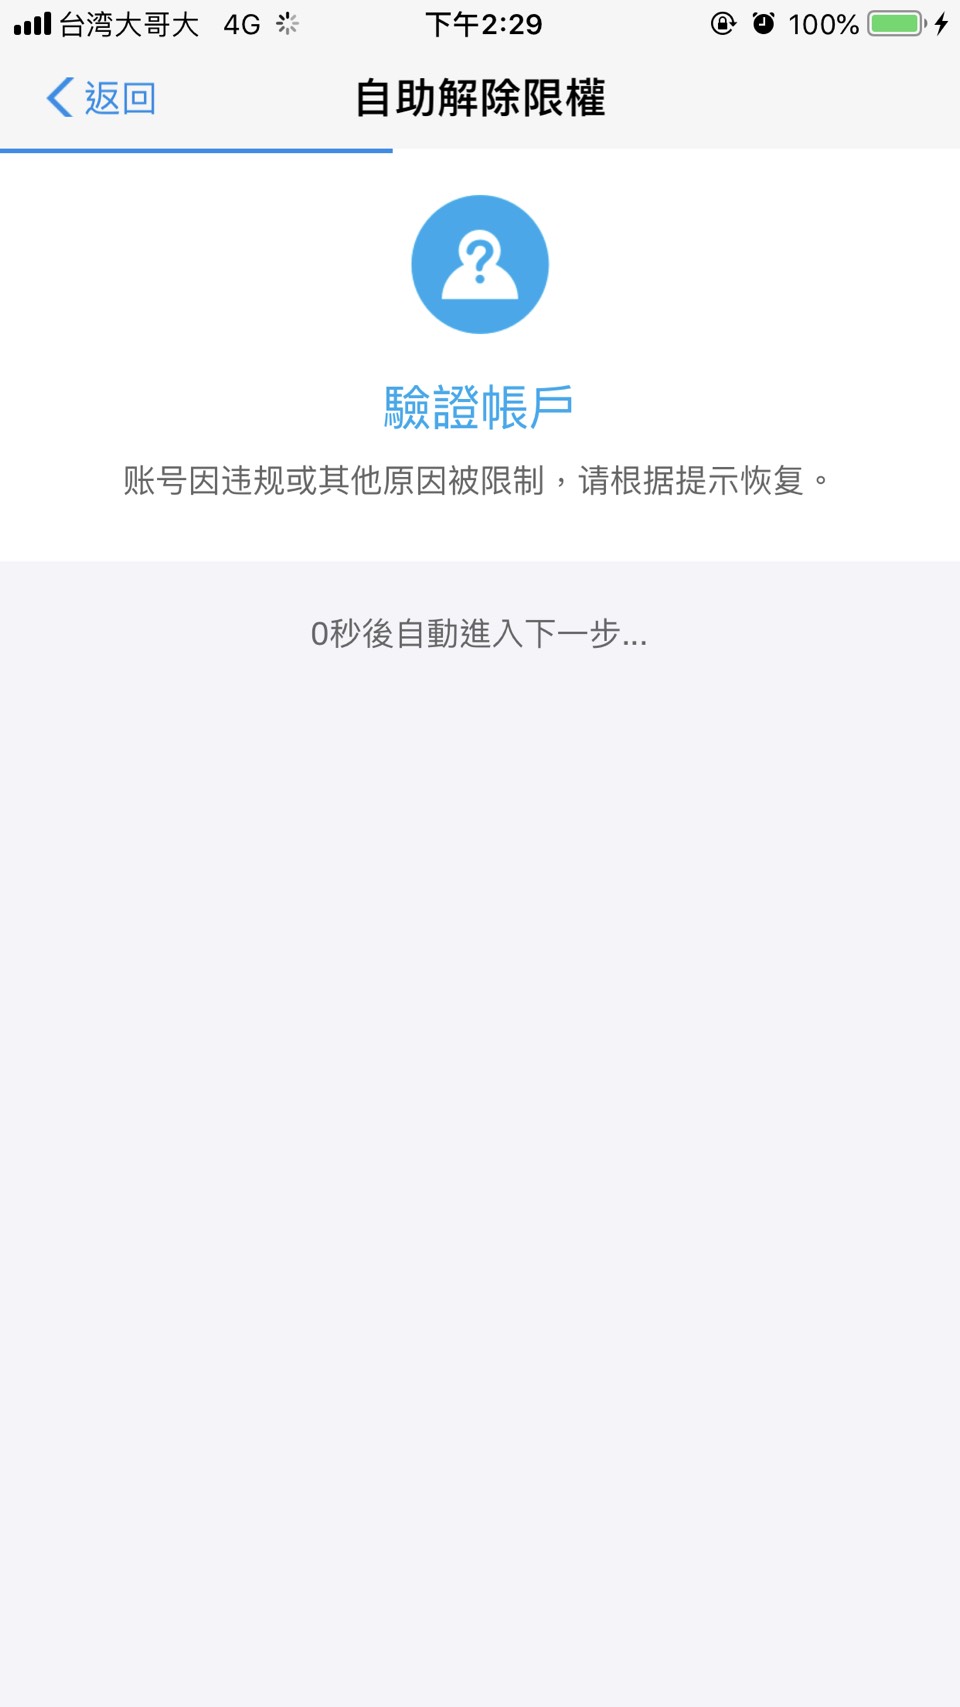 台湾大哥大 4G 下午2:29 100%
返回 自助解除限權
驗證帳戶
账号因违规或其他原因被限制，请根据提示恢复。
0秒後自動進入下一步...